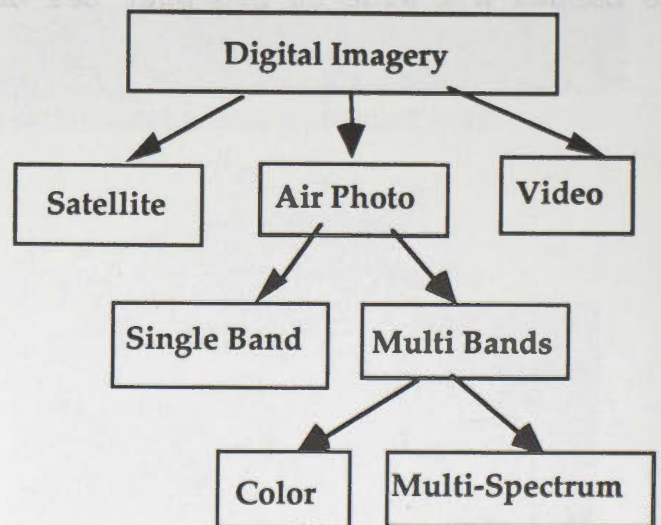 Digital Imagery
Satellite
Air Photo
Video
Single Band
Multi Bands
Color
Multi-Spectrum